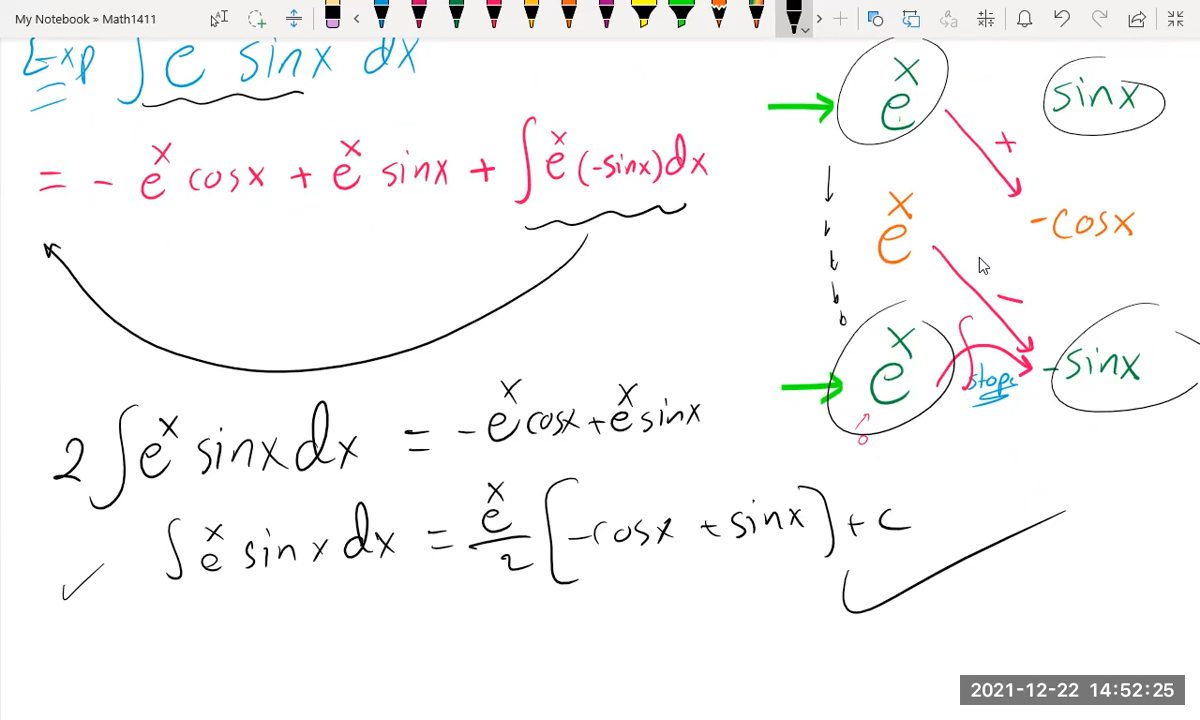 My Notebook » Math1411
Exp ∫ e sinx dx
= - e^x cosx + e^x sinx + ∫ e^x (-sinx) dx
2 ∫ e^x sinx dx = - e^x cosx + e^x sinx
∫ e^x sinx dx = e^x/2 [-cosx + sinx] + c
e^x sinx
+
e^x -cosx
-
e^x ∫ stope -sinx
2021-12-22 14:52:25